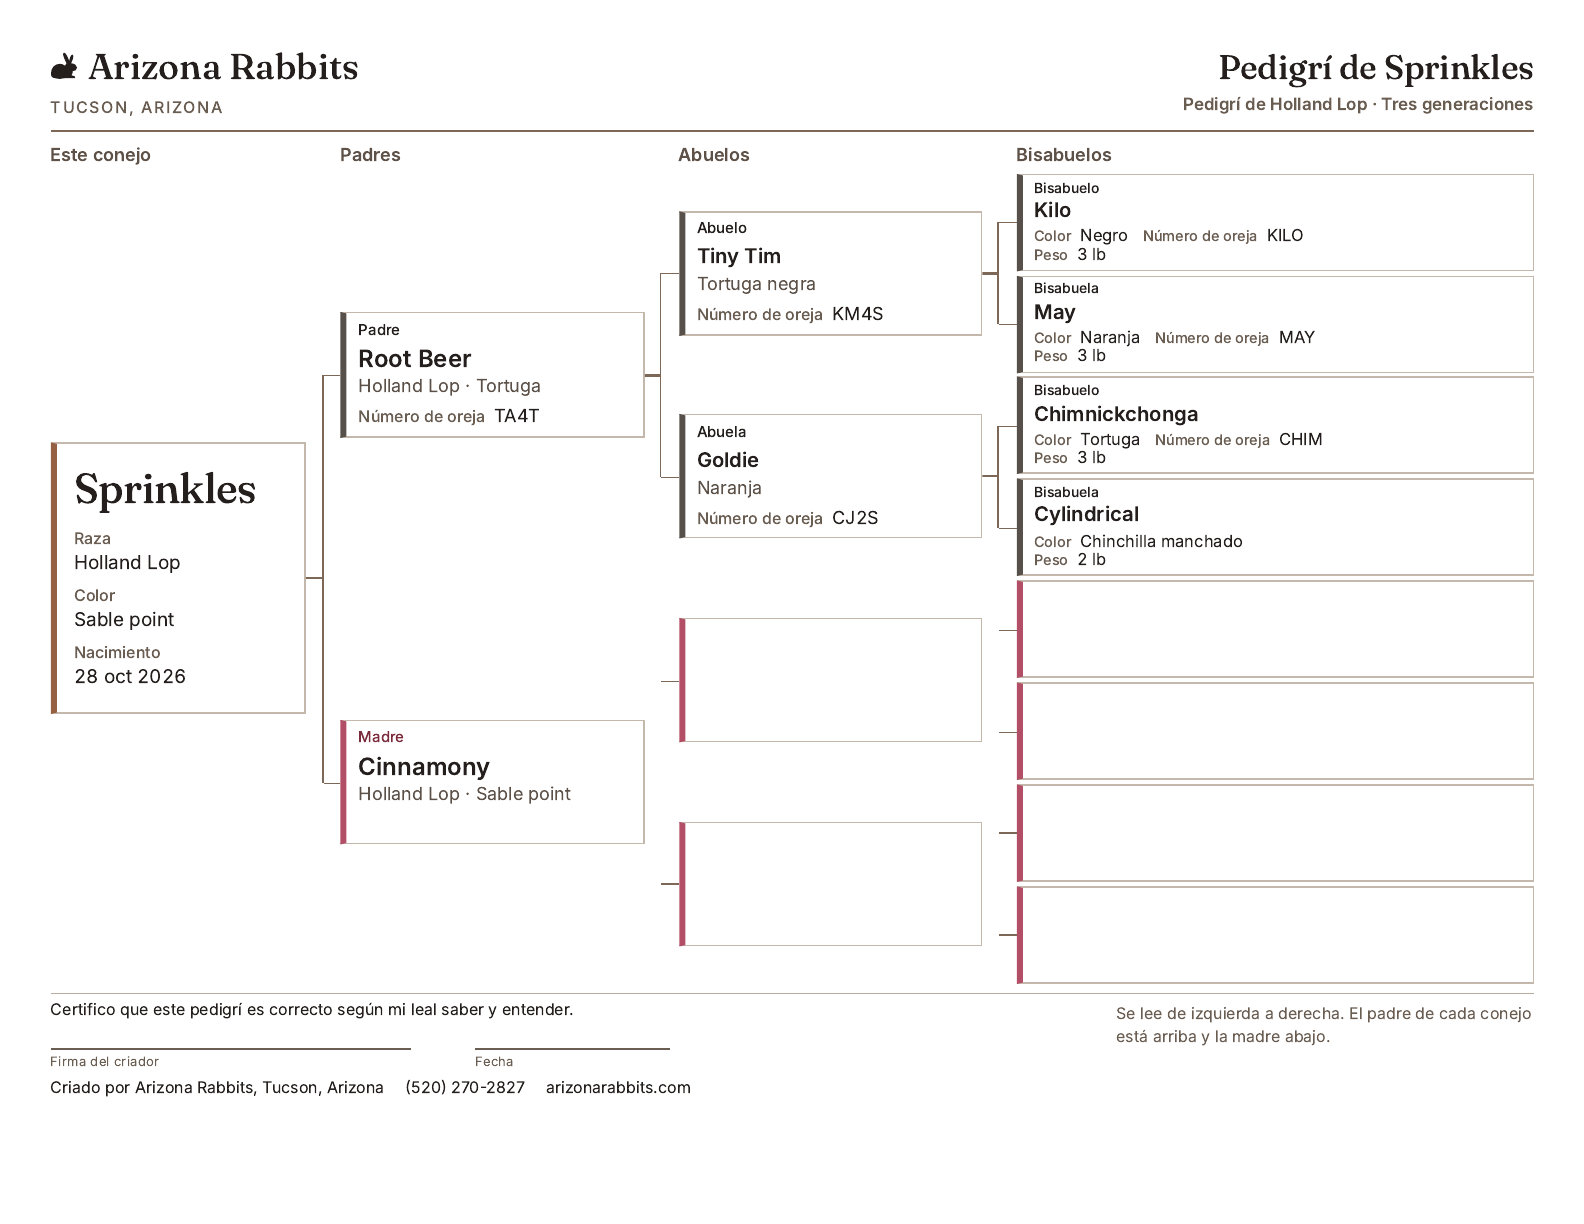 Arizona Rabbits
TUCSON, ARIZONA
Pedigrí de Sprinkles
Pedigrí de Holland Lop · Tres generaciones
Este conejo
Padres
Abuelos
Bisabuelos
Sprinkles
Raza
Holland Lop
Color
Sable point
Nacimiento
28 oct 2026
Padre
Root Beer
Holland Lop · Tortuga
Número de oreja TA4T
Madre
Cinnamony
Holland Lop · Sable point
Abuelo
Tiny Tim
Tortuga negra
Número de oreja KM4S
Abuela
Goldie
Naranja
Número de oreja CJ2S
Bisabuelo
Kilo
Color Negro Número de oreja KILO
Peso 3 lb
Bisabuela
May
Color Naranja Número de oreja MAY
Peso 3 lb
Bisabuelo
Chimnickchonga
Color Tortuga Número de oreja CHIM
Peso 3 lb
Bisabuela
Cylindrical
Color Chinchilla manchado
Peso 2 lb
Certifico que este pedigrí es correcto según mi leal saber y entender.
Firma del criador
Fecha
Criado por Arizona Rabbits, Tucson, Arizona (520) 270-2827 arizonarabbits.com
Se lee de izquierda a derecha. El padre de cada conejo
está arriba y la madre abajo.